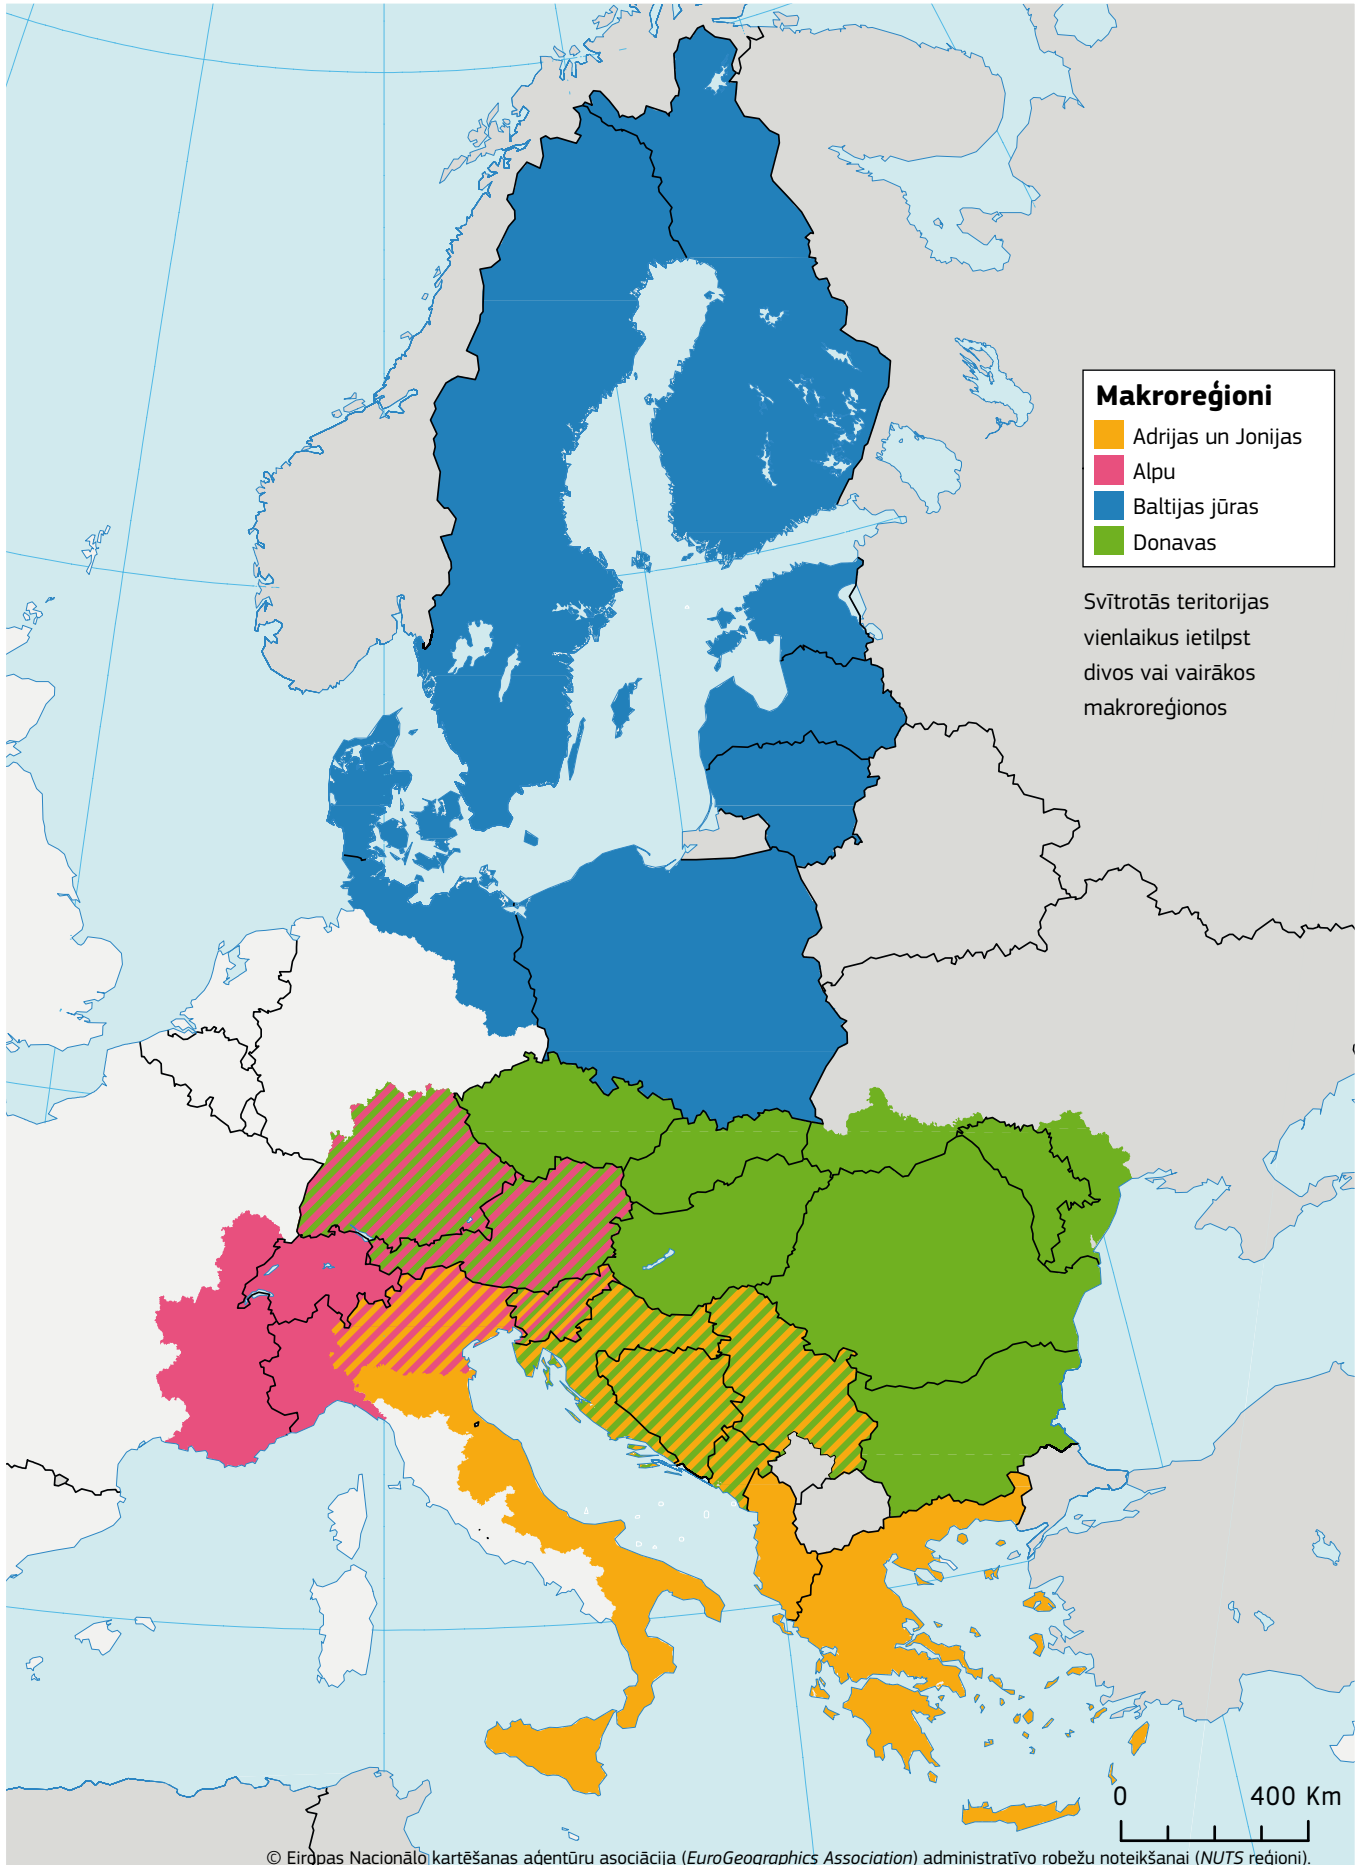 Makroreģioni
Adrijas un Jonijas
Alpu
Baltijas jūras
Donavas
Svītrotās teritorijas
vienlaikus ietilpst
divos vai vairākos
makroreģionos
0 400 Km
© Eiropas Nacionālo kartēšanas aģentūru asociācija (EuroGeographics Association) administratīvo robežu noteikšanai (NUTS reģioni).